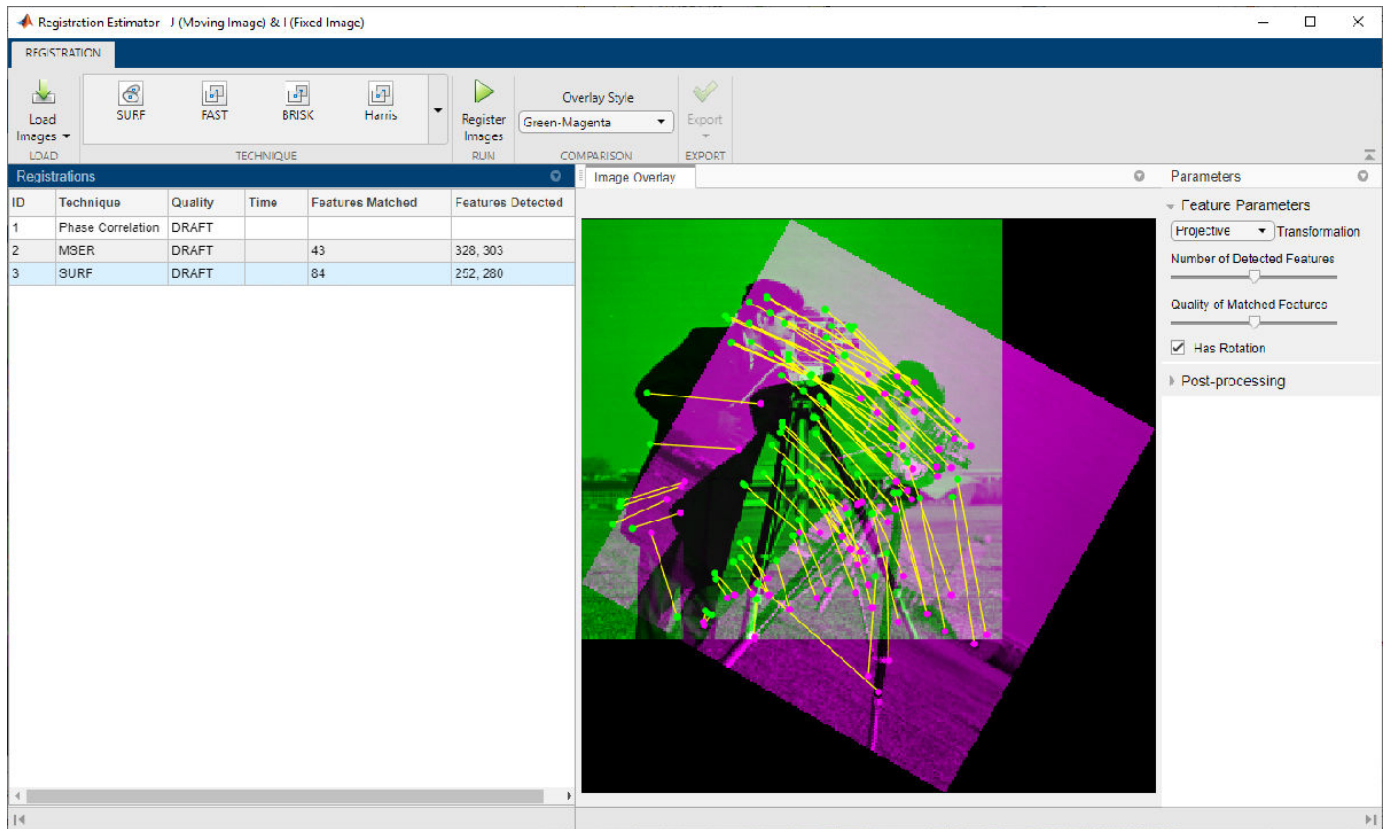 Registration Estimator - J (Moving Image) & I (Fixed Image)
REGISTRATION
Load Images
SURF
FAST
BRISK
Harris
Register Images
Overlay Style
Green-Magenta
Export
LOAD
TECHNIQUE
RUN
COMPARISON
EXPORT
Registrations
ID Technique Quality Time Features Matched Features Detected
1 Phase Correlation DRAFT
2 MSER DRAFT 43 328, 303
3 SURF DRAFT 84 252, 280
Image Overlay
Parameters
Feature Parameters
Projective Transformation
Number of Detected Features
Quality of Matched Features
Has Rotation
Post-processing